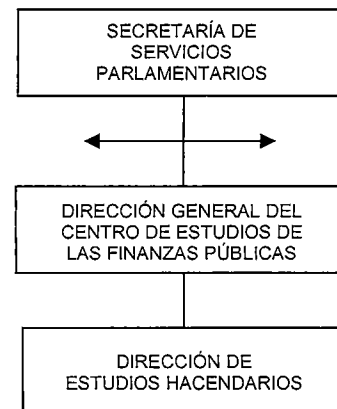 SECRETARÍA DE
SERVICIOS
PARLAMENTARIOS
DIRECCIÓN GENERAL DEL
CENTRO DE ESTUDIOS DE
LAS FINANZAS PÚBLICAS
DIRECCIÓN DE
ESTUDIOS HACENDARIOS